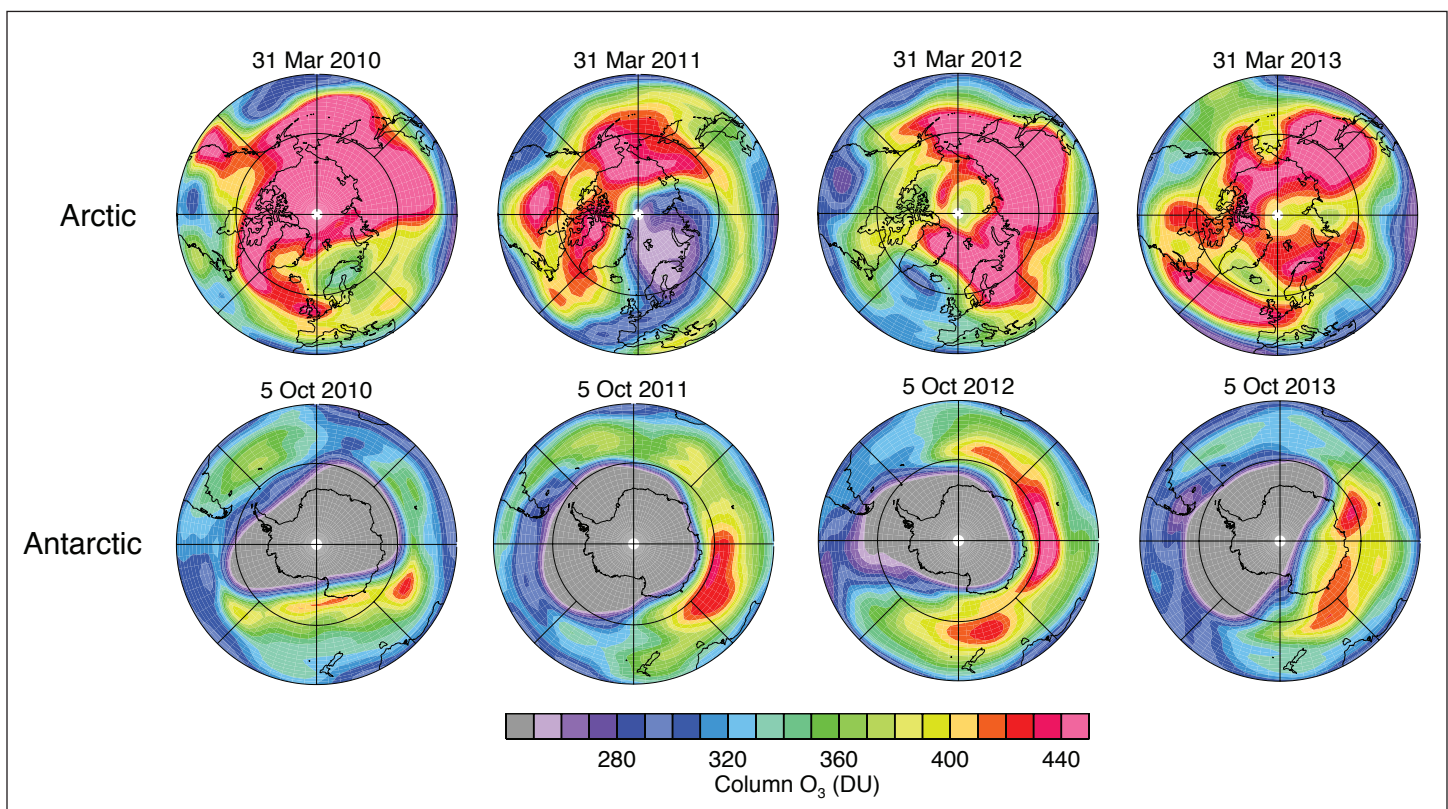 31 Mar 2010 31 Mar 2011 31 Mar 2012 31 Mar 2013
Arctic
5 Oct 2010 5 Oct 2011 5 Oct 2012 5 Oct 2013
Antarctic
280 320 360 400 440
Column O₃ (DU)